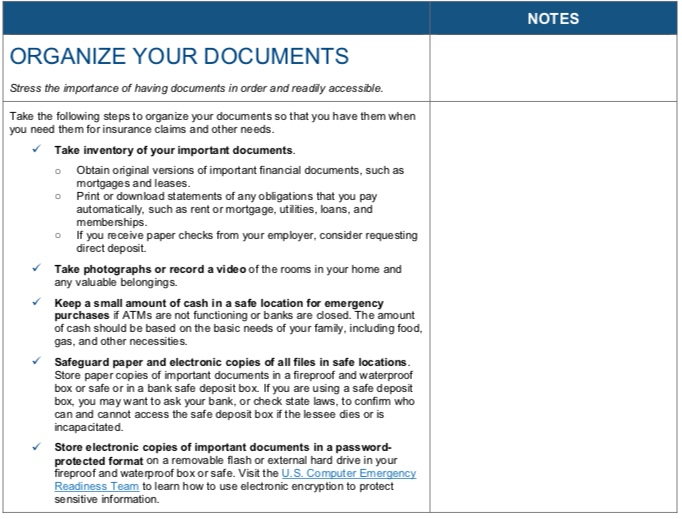 NOTES
ORGANIZE YOUR DOCUMENTS
Stress the importance of having documents in order and readily accessible.
Take the following steps to organize your documents so that you have them when
you need them for insurance claims and other needs.
✓ Take inventory of your important documents.
○ Obtain original versions of important financial documents, such as
mortgages and leases.
○ Print or download statements of any obligations that you pay
automatically, such as rent or mortgage, utilities, loans, and
memberships.
○ If you receive paper checks from your employer, consider requesting
direct deposit.
✓ Take photographs or record a video of the rooms in your home and
any valuable belongings.
✓ Keep a small amount of cash in a safe location for emergency
purchases if ATMs are not functioning or banks are closed. The amount
of cash should be based on the basic needs of your family, including food,
gas, and other necessities.
✓ Safeguard paper and electronic copies of all files in safe locations.
Store paper copies of important documents in a fireproof and waterproof
box or safe or in a bank safe deposit box. If you are using a safe deposit
box, you may want to ask your bank, or check state laws, to confirm who
can and cannot access the safe deposit box if the lessee dies or is
incapacitated.
✓ Store electronic copies of important documents in a password-
protected format on a removable flash or external hard drive in your
fireproof and waterproof box or safe. Visit the U.S. Computer Emergency
Readiness Team to learn how to use electronic encryption to protect
sensitive information.